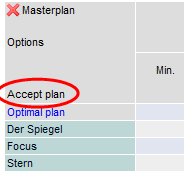 Masterplan
Options
Min.
Accept plan
Optimal plan
Der Spiegel
Focus
Stern